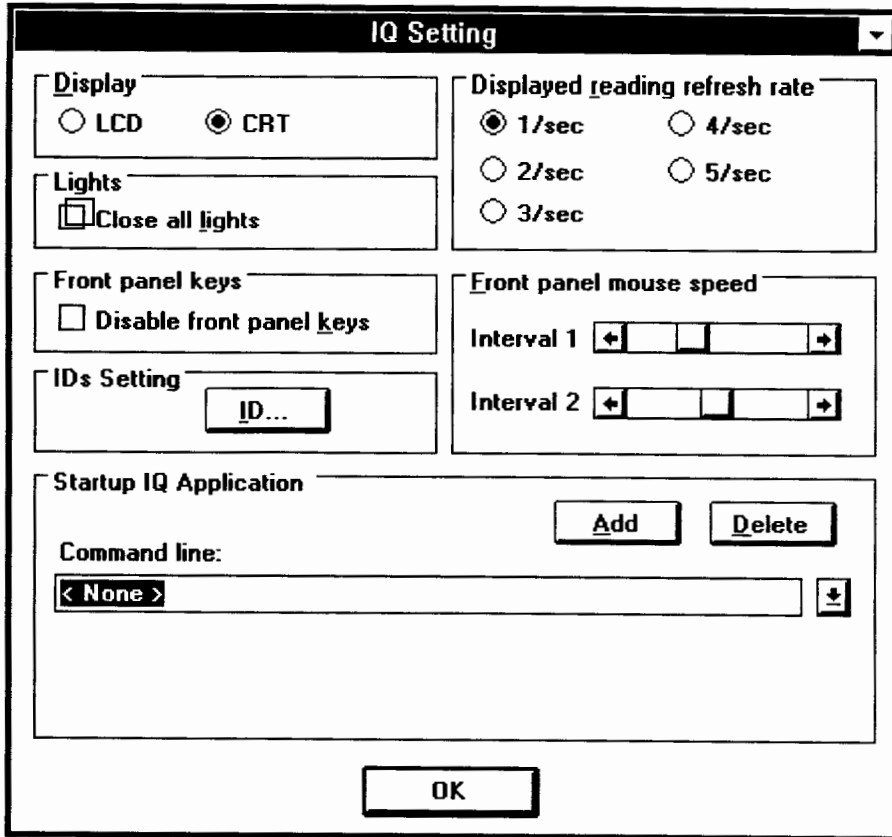 IQ Setting
Display
LCD CRT
Lights
Close all lights
Front panel keys
Disable front panel keys
IDs Setting
ID...
Displayed reading refresh rate
1/sec 4/sec
2/sec 5/sec
3/sec
Front panel mouse speed
Interval 1
Interval 2
Startup IQ Application
Add Delete
Command line:
< None >
OK